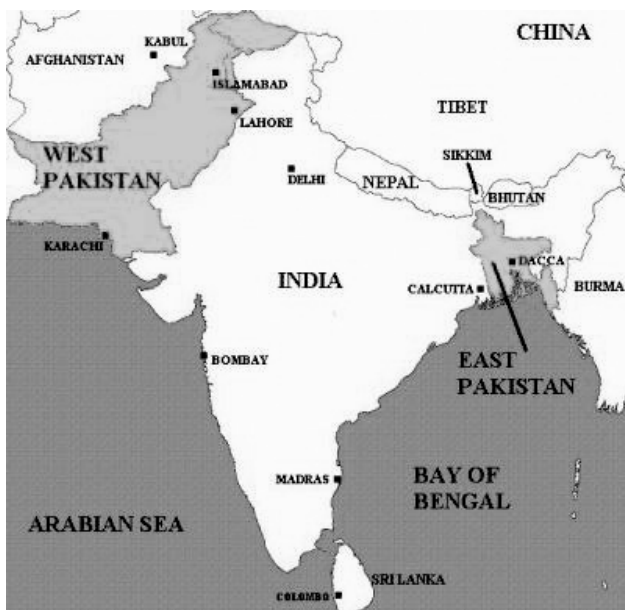 CHINA
KABUL
AFGHANISTAN
ISLAMABAD
LAHORE
TIBET
WEST
PAKISTAN
SIKKIM
DELHI
NEPAL
BHUTAN
KARACHI
DACCA
INDIA
CALCUTTA
BURMA
BOMBAY
EAST
PAKISTAN
MADRAS
BAY OF
BENGAL
ARABIAN SEA
SRI LANKA
COLOMBO